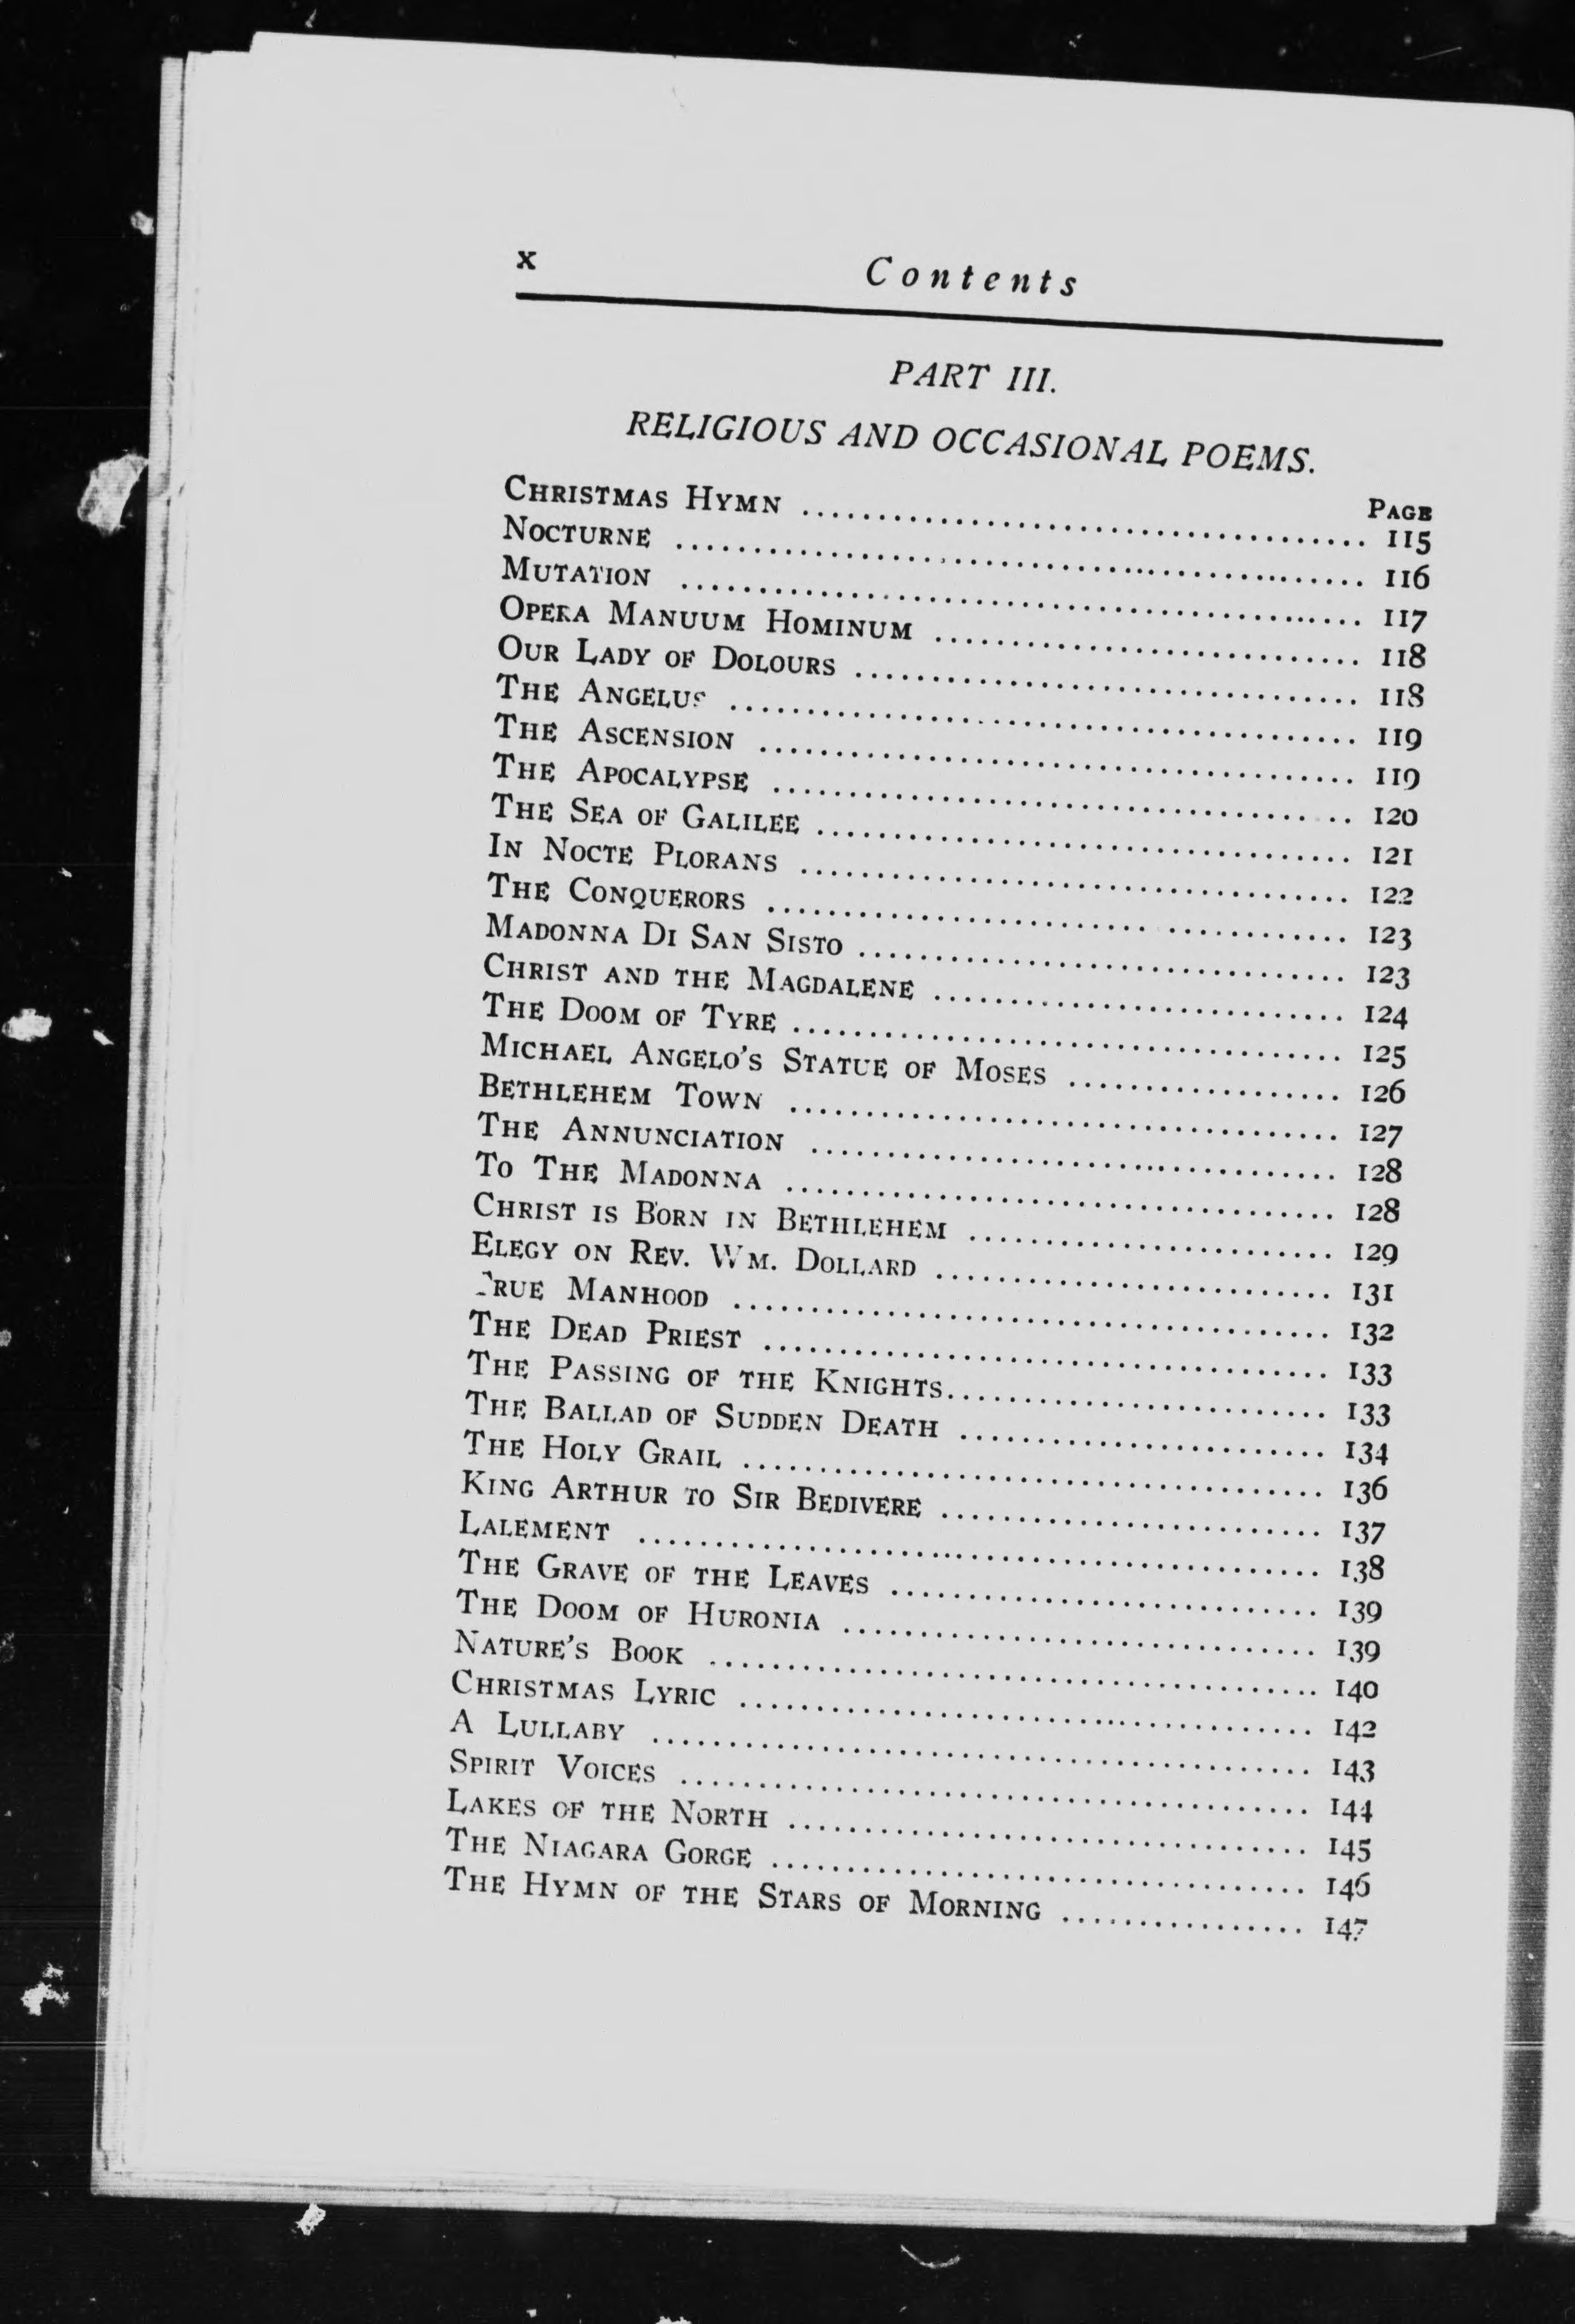 x Contents
PART III.
RELIGIOUS AND OCCASIONAL POEMS.
PAGE
CHRISTMAS HYMN ........................................ 115
NOCTURNE ........................................ 116
MUTATION ........................................ 117
OPERA MANUUM HOMINUM ........................................ 118
OUR LADY OF DOLOURS ........................................ 118
THE ANGELUS ........................................ 119
THE ASCENSION ........................................ 119
THE APOCALYPSE ........................................ 120
THE SEA OF GALILEE ........................................ 121
IN NOCTE PLORANS ........................................ 122
THE CONQUERORS ........................................ 123
MADONNA DI SAN SISTO ........................................ 123
CHRIST AND THE MAGDALENE ........................................ 124
THE DOOM OF TYRE ........................................ 125
MICHAEL ANGELO'S STATUE OF MOSES .................... 126
BETHLEHEM TOWN ........................................ 127
THE ANNUNCIATION ........................................ 128
TO THE MADONNA ........................................ 128
CHRIST IS BORN IN BETHLEHEM .............................. 129
ELEGY ON REV. WM. DOLLARD .............................. 131
TRUE MANHOOD ........................................ 132
THE DEAD PRIEST ........................................ 133
THE PASSING OF THE KNIGHTS .............................. 133
THE BALLAD OF SUDDEN DEATH .............................. 134
THE HOLY GRAIL ........................................ 136
KING ARTHUR TO SIR BEDIVERE .............................. 137
LALEMENT ........................................ 138
THE GRAVE OF THE LEAVES .............................. 139
THE DOOM OF HURONIA .............................. 139
NATURE'S BOOK ........................................ 140
CHRISTMAS LYRIC ........................................ 142
A LULLABY ........................................ 143
SPIRIT VOICES ........................................ 144
LAKES OF THE NORTH ........................................ 145
THE NIAGARA GORGE ........................................ 146
THE HYMN OF THE STARS OF MORNING .................... 147